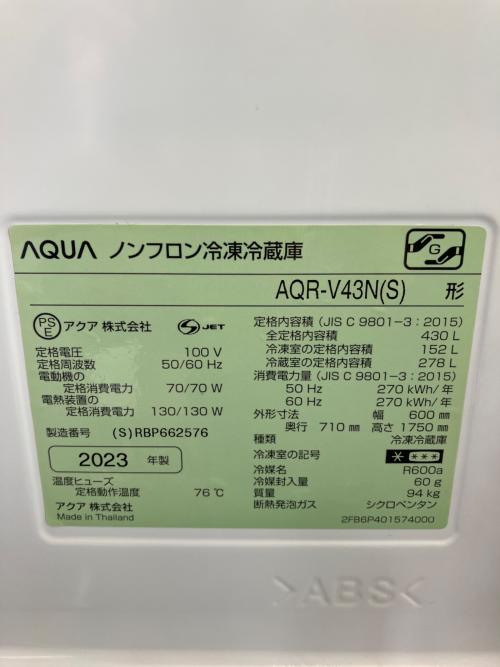 AQUA ノンフロン冷凍冷蔵庫
G
AQR-V43N(S) 形
PS E アクア 株式会社 S JET
定格電圧 100 V
定格周波数 50/60 Hz
電動機の
定格消費電力 70/70 W
電熱装置の
定格消費電力 130/130 W
製造番号 (S)RBP662576
2023 年製
温度ヒューズ
定格動作温度 76 ℃
アクア 株式会社
Made in Thailand
定格内容積 (JIS C 9801-3 : 2015)
全定格内容積 430 L
冷凍室の定格内容積 152 L
冷蔵室の定格内容積 278 L
消費電力量 (JIS C 9801-3 : 2015)
50 Hz 270 kWh/年
60 Hz 270 kWh/年
外形寸法 幅 600 mm
奥行 710 mm 高さ 1750 mm
種類 冷凍冷蔵庫
冷凍室の記号 * ***
冷媒名 R600a
冷媒封入量 60 g
質量 94 kg
断熱発泡ガス シクロペンタン
2FB6P401574000
>ABS<